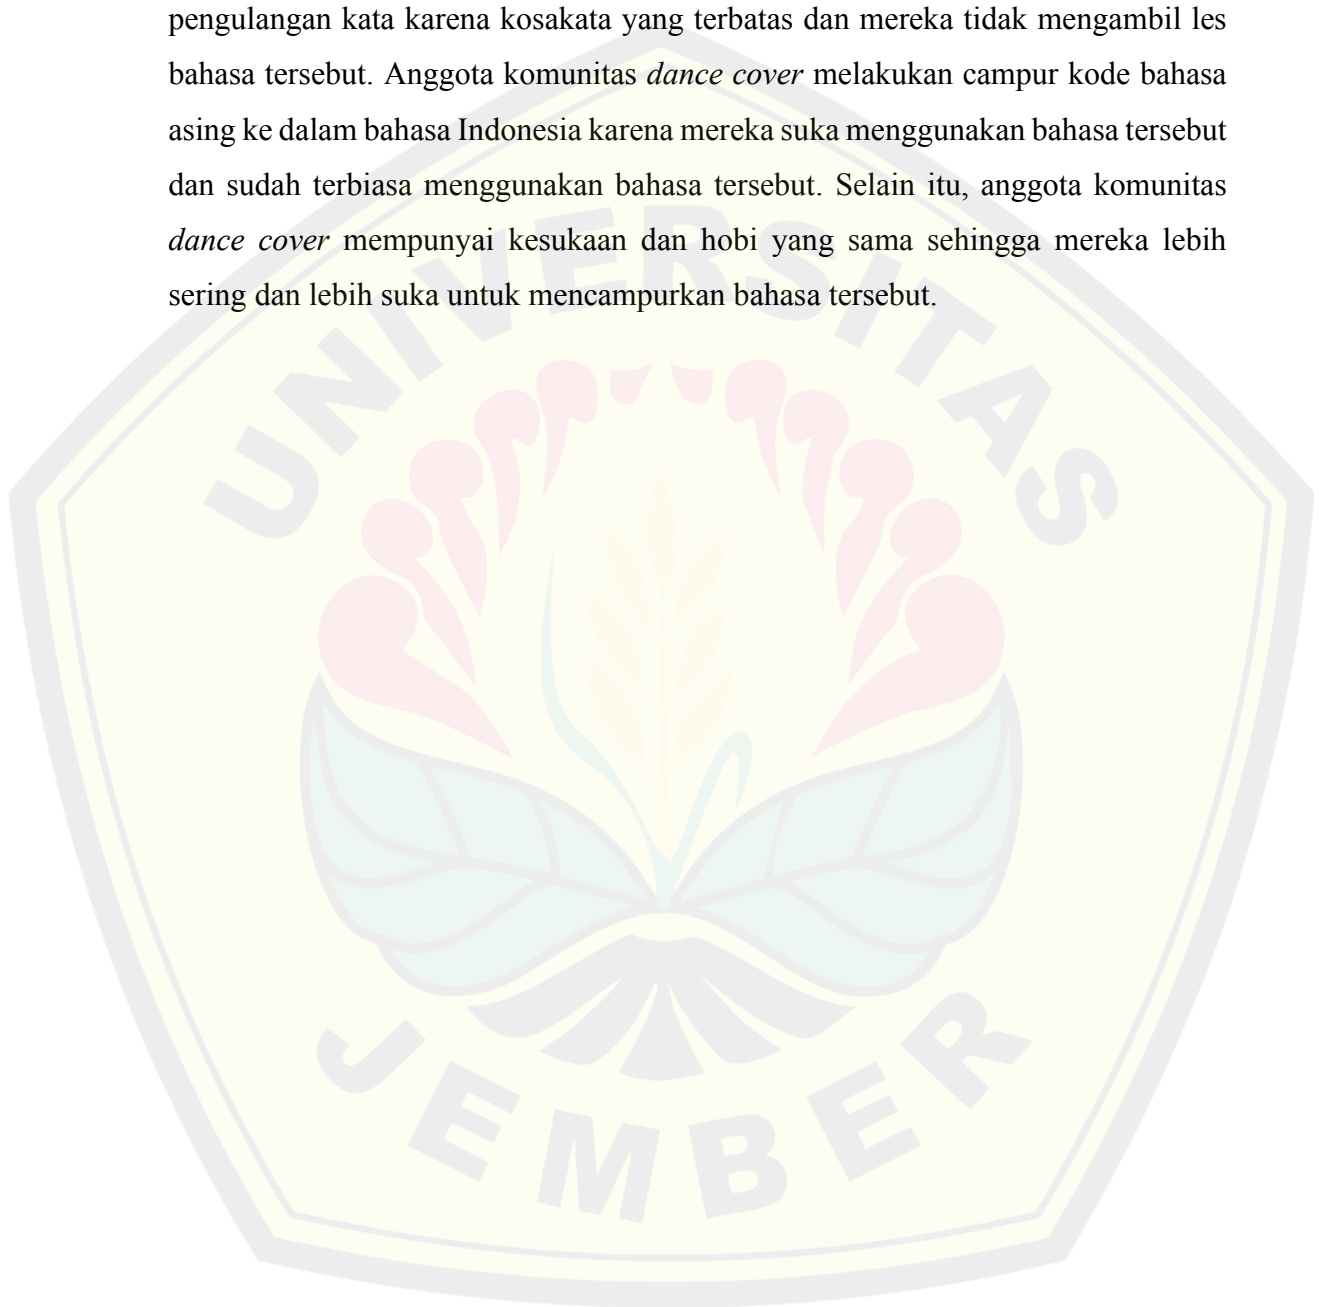 pengulangan kata karena kosakata yang terbatas dan mereka tidak mengambil les
bahasa tersebut. Anggota komunitas dance cover melakukan campur kode bahasa
asing ke dalam bahasa Indonesia karena mereka suka menggunakan bahasa tersebut
dan sudah terbiasa menggunakan bahasa tersebut. Selain itu, anggota komunitas
dance cover mempunyai kesukaan dan hobi yang sama sehingga mereka lebih
sering dan lebih suka untuk mencampurkan bahasa tersebut.
UNIVERSITAS
JEMBER